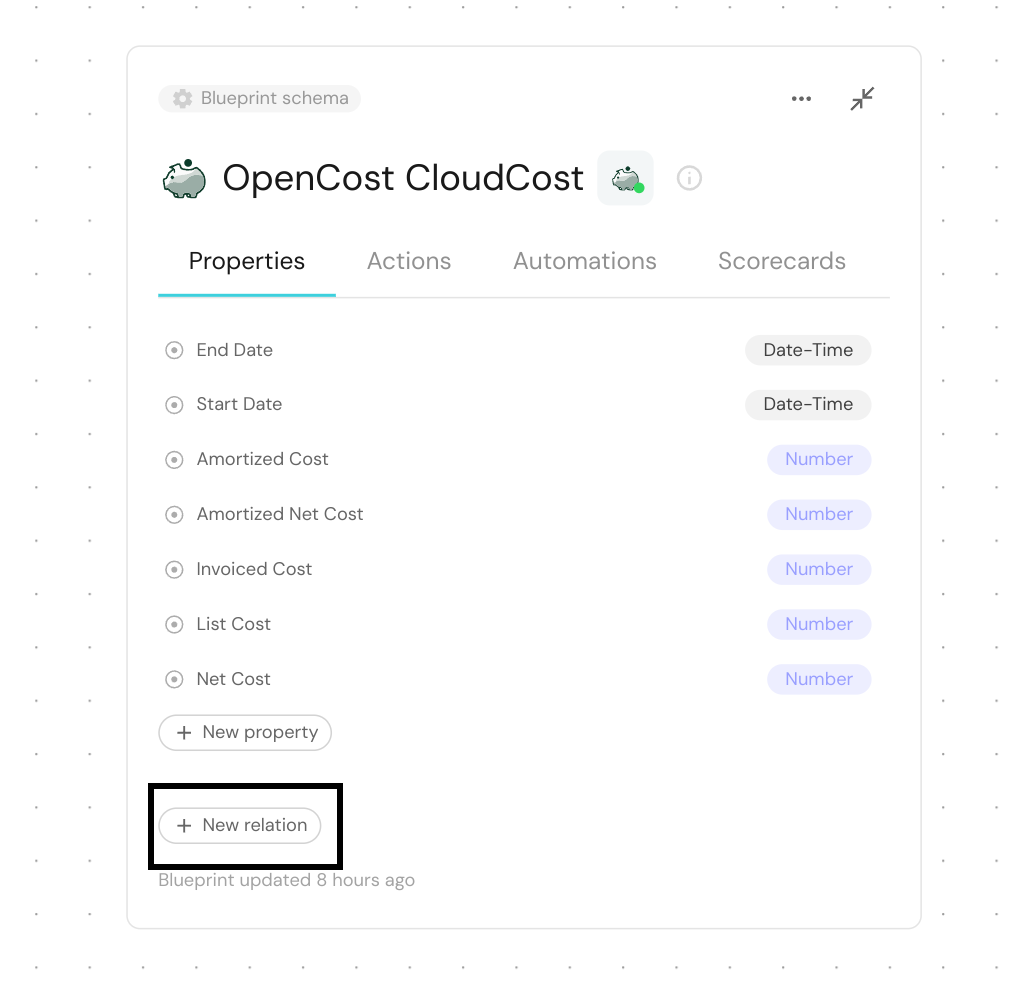 Blueprint schema
OpenCost CloudCost
Properties Actions Automations Scorecards
End Date Date-Time
Start Date Date-Time
Amortized Cost Number
Amortized Net Cost Number
Invoiced Cost Number
List Cost Number
Net Cost Number
+ New property
+ New relation
Blueprint updated 8 hours ago